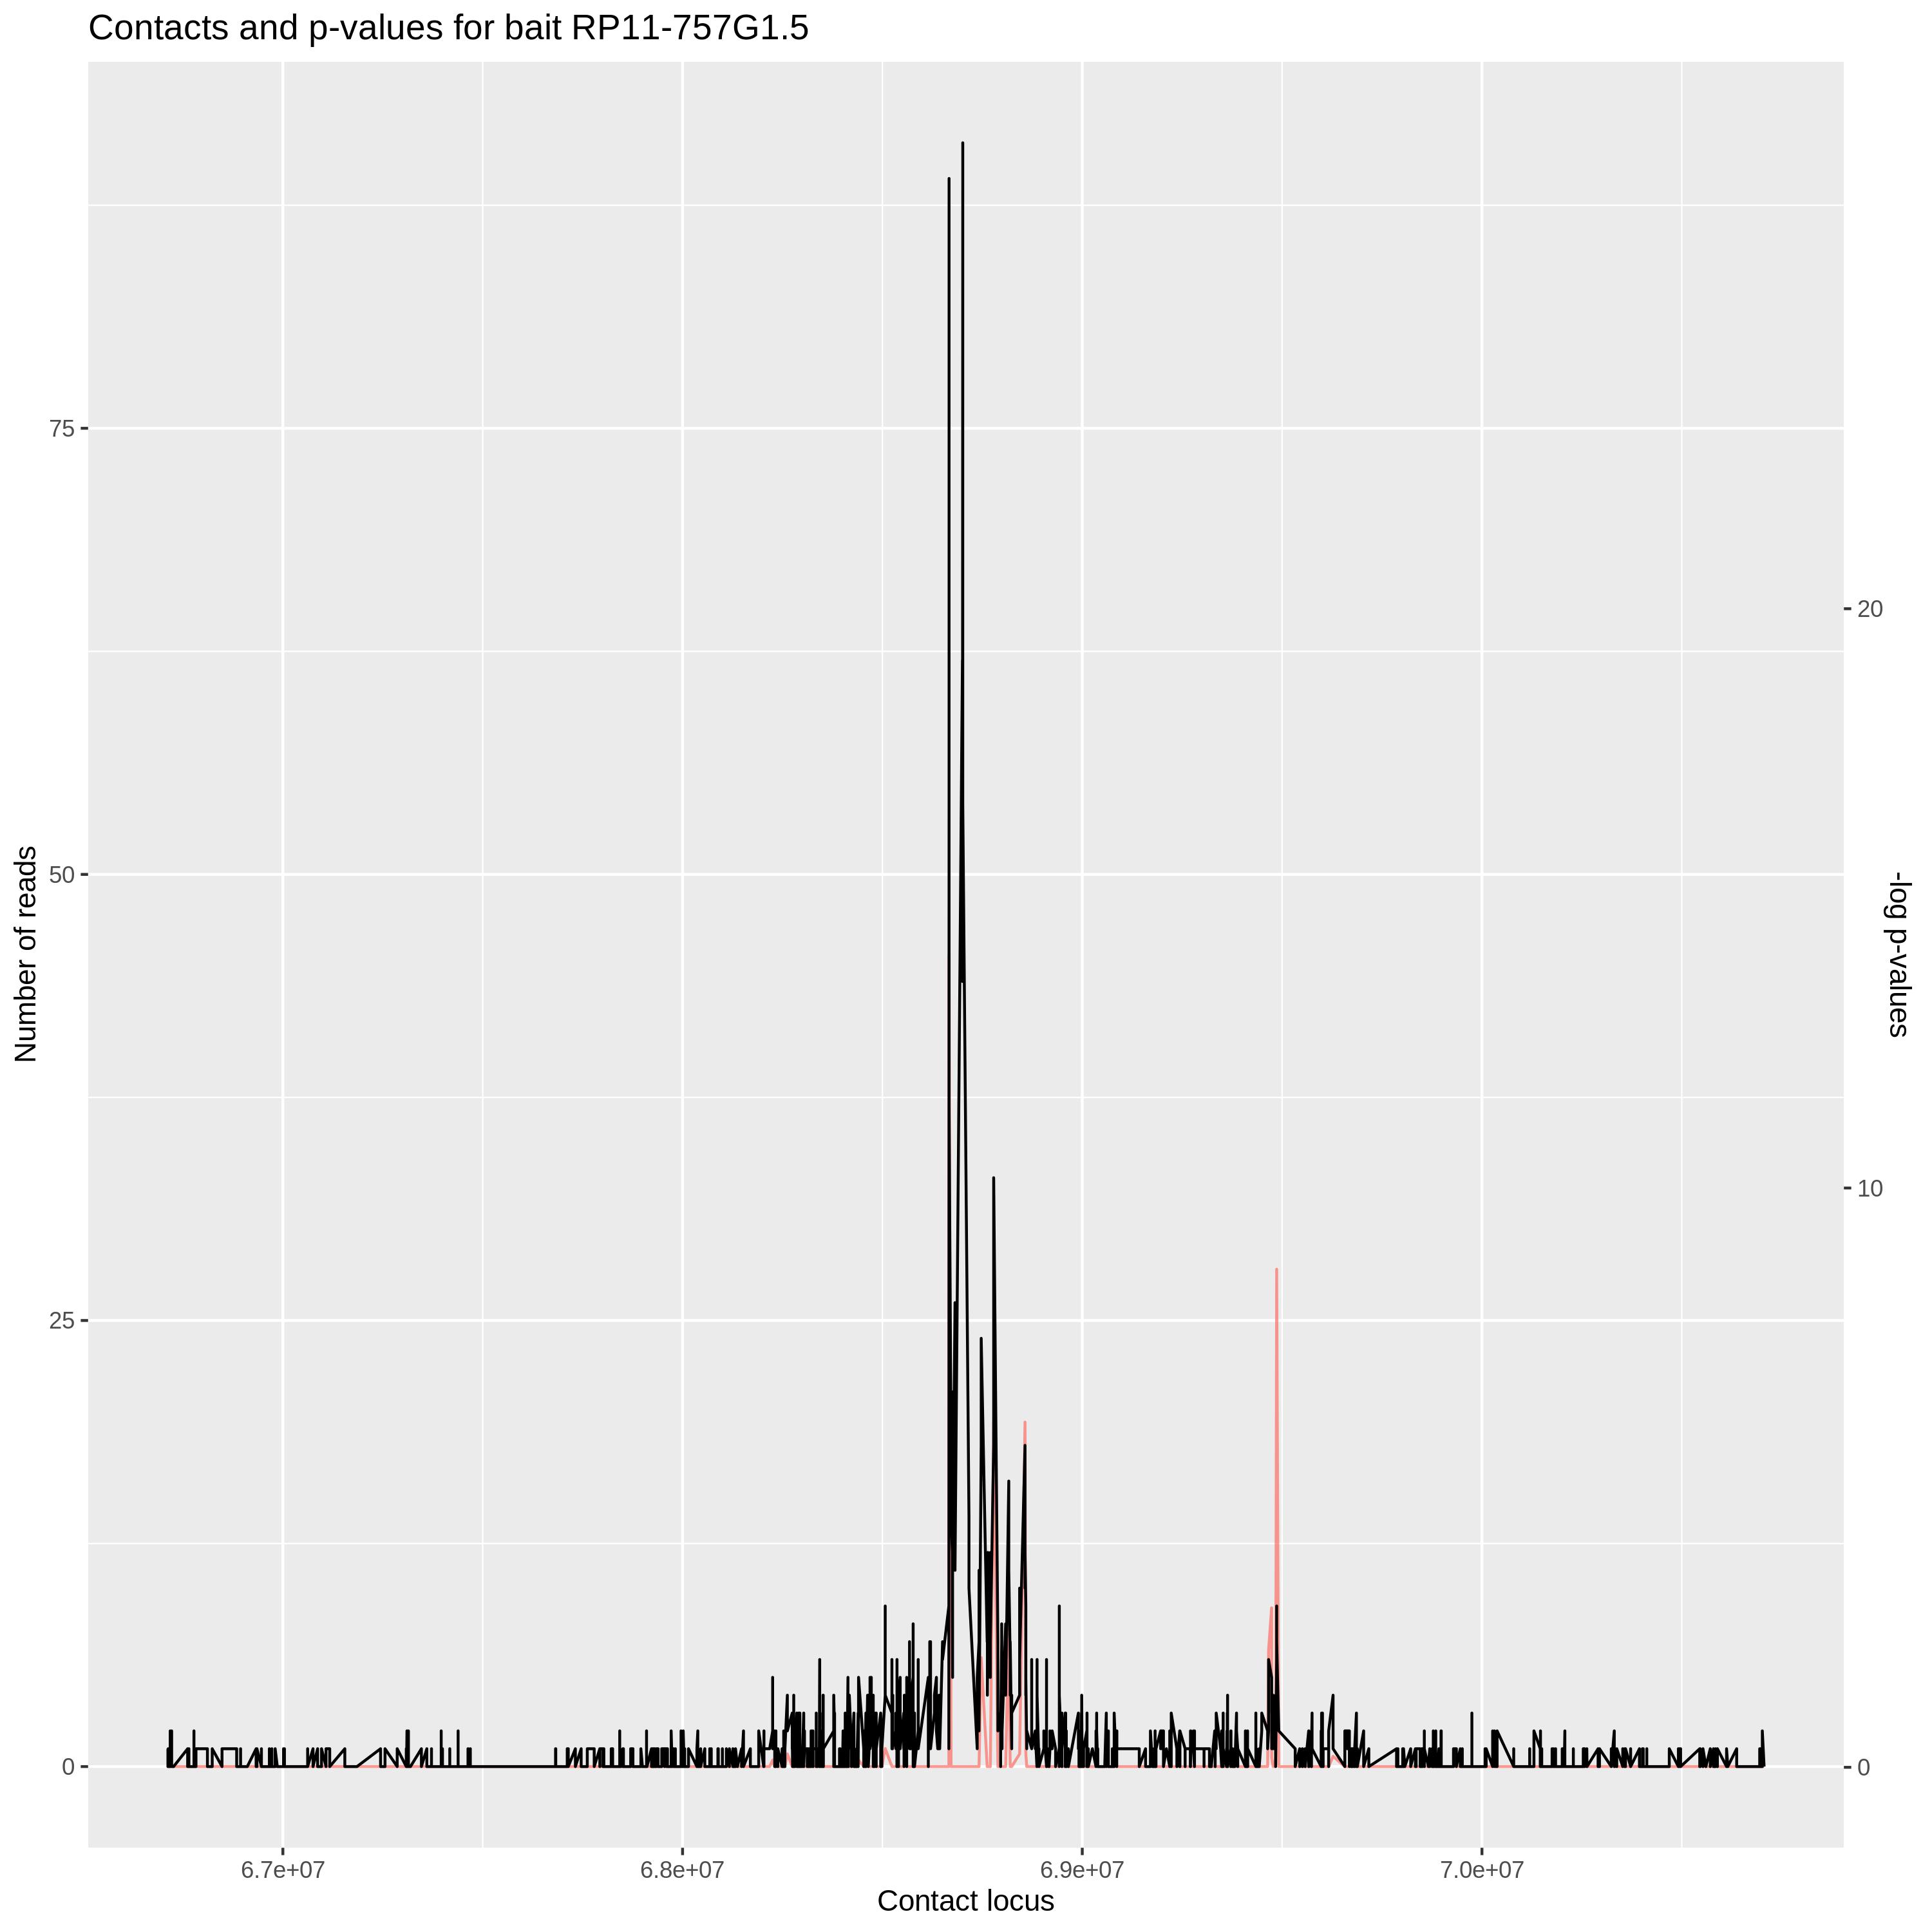 Contacts and p-values for bait RP11-757G1.5
Number of reads
75
50
25
0
20
10
0
-log p-values
6.7e+07
6.8e+07
6.9e+07
7.0e+07
Contact locus